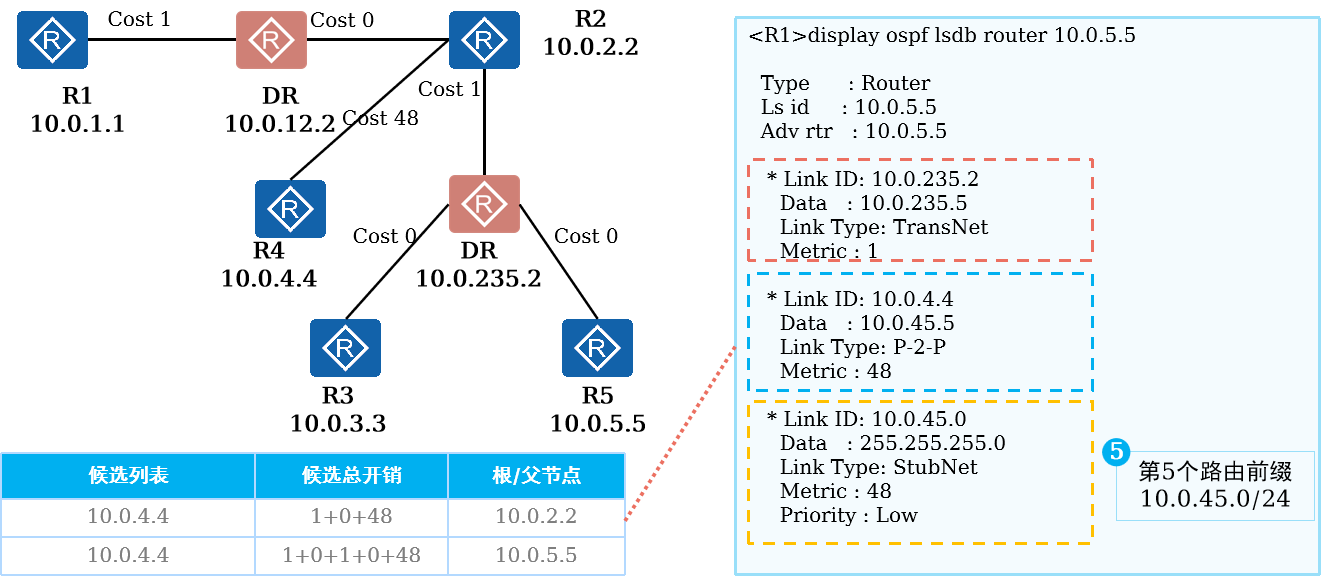 Cost 1
Cost 0
R2
10.0.2.2
R1
10.0.1.1
DR
10.0.12.2
Cost 1
Cost 48
R4
10.0.4.4
Cost 0
Cost 0
DR
10.0.235.2
R3
10.0.3.3
R5
10.0.5.5
候选列表 候选总开销 根/父节点
10.0.4.4 1+0+48 10.0.2.2
10.0.4.4 1+0+1+0+48 10.0.5.5
<R1>display ospf lsdb router 10.0.5.5
Type : Router
Ls id : 10.0.5.5
Adv rtr : 10.0.5.5
* Link ID: 10.0.235.2
Data : 10.0.235.5
Link Type: TransNet
Metric : 1
* Link ID: 10.0.4.4
Data : 10.0.45.5
Link Type: P-2-P
Metric : 48
* Link ID: 10.0.45.0
Data : 255.255.255.0
Link Type: StubNet
Metric : 48
Priority : Low
5
第5个路由前缀
10.0.45.0/24
R
R
R
R
R
R
R